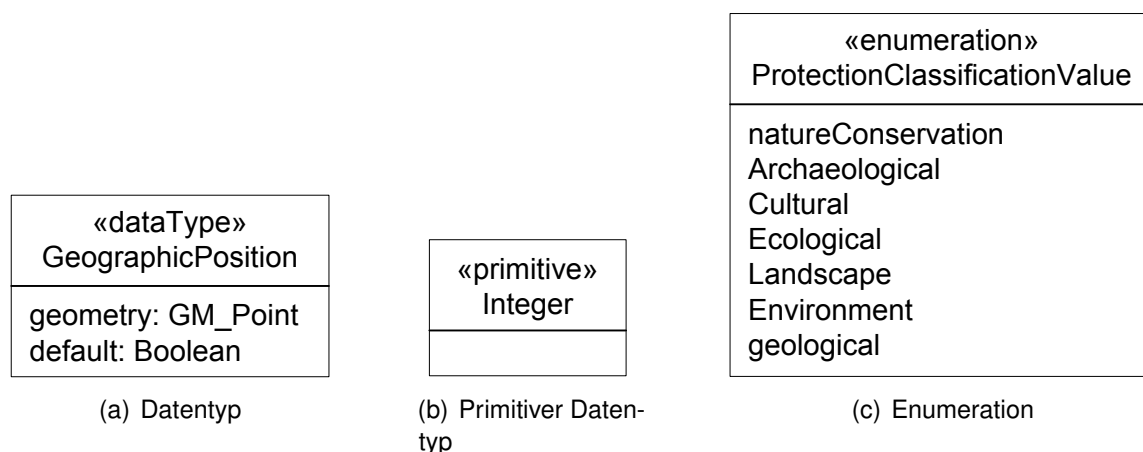 «dataType»
GeographicPosition
geometry: GM_Point
default: Boolean
(a) Datentyp
«primitive»
Integer
(b) Primitiver Daten-
typ
«enumeration»
ProtectionClassificationValue
natureConservation
Archaeological
Cultural
Ecological
Landscape
Environment
geological
(c) Enumeration